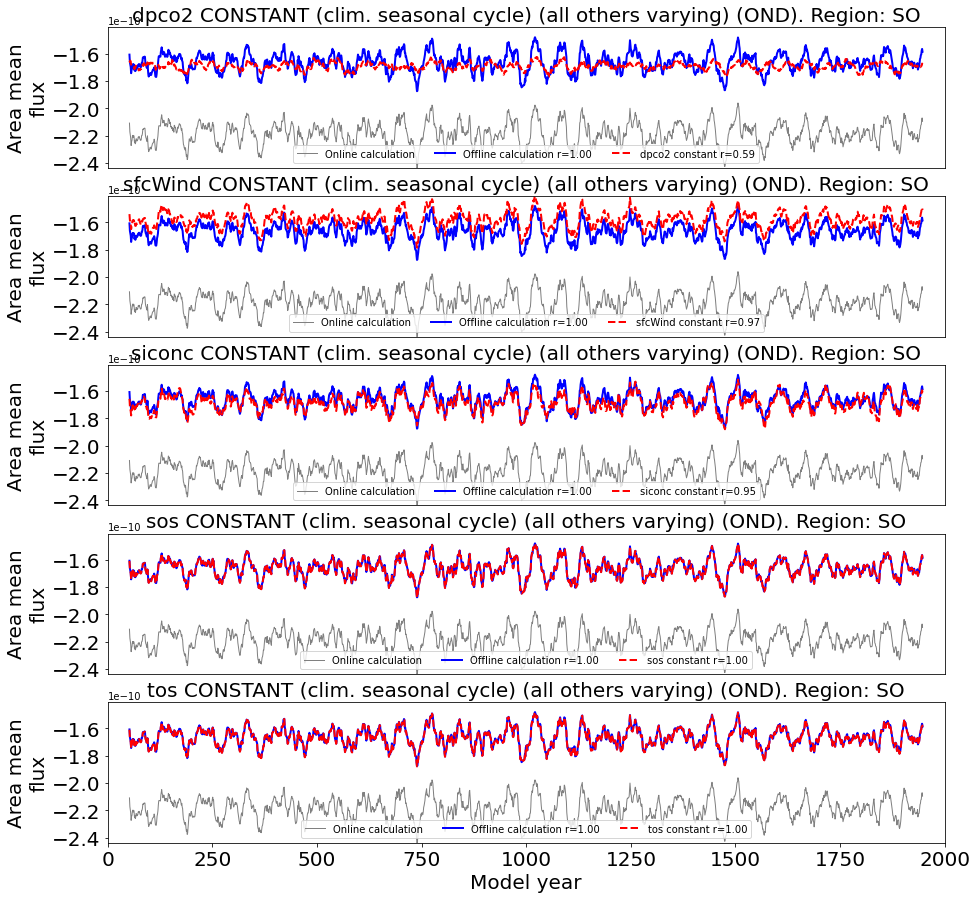 1e−10
dpco2 CONSTANT (clim. seasonal cycle) (all others varying) (OND). Region: SO
Area mean
flux
−1.6
−1.8
−2.0
−2.2
−2.4
Online calculation
Offline calculation r=1.00
dpco2 constant r=0.59
1e−10
sfcWind CONSTANT (clim. seasonal cycle) (all others varying) (OND). Region: SO
Area mean
flux
−1.6
−1.8
−2.0
−2.2
−2.4
Online calculation
Offline calculation r=1.00
sfcWind constant r=0.97
1e−10
siconc CONSTANT (clim. seasonal cycle) (all others varying) (OND). Region: SO
Area mean
flux
−1.6
−1.8
−2.0
−2.2
−2.4
Online calculation
Offline calculation r=1.00
siconc constant r=0.95
1e−10
sos CONSTANT (clim. seasonal cycle) (all others varying) (OND). Region: SO
Area mean
flux
−1.6
−1.8
−2.0
−2.2
−2.4
Online calculation
Offline calculation r=1.00
sos constant r=1.00
1e−10
tos CONSTANT (clim. seasonal cycle) (all others varying) (OND). Region: SO
Area mean
flux
−1.6
−1.8
−2.0
−2.2
−2.4
Online calculation
Offline calculation r=1.00
tos constant r=1.00
0
250
500
750
1000
1250
1500
1750
2000
Model year